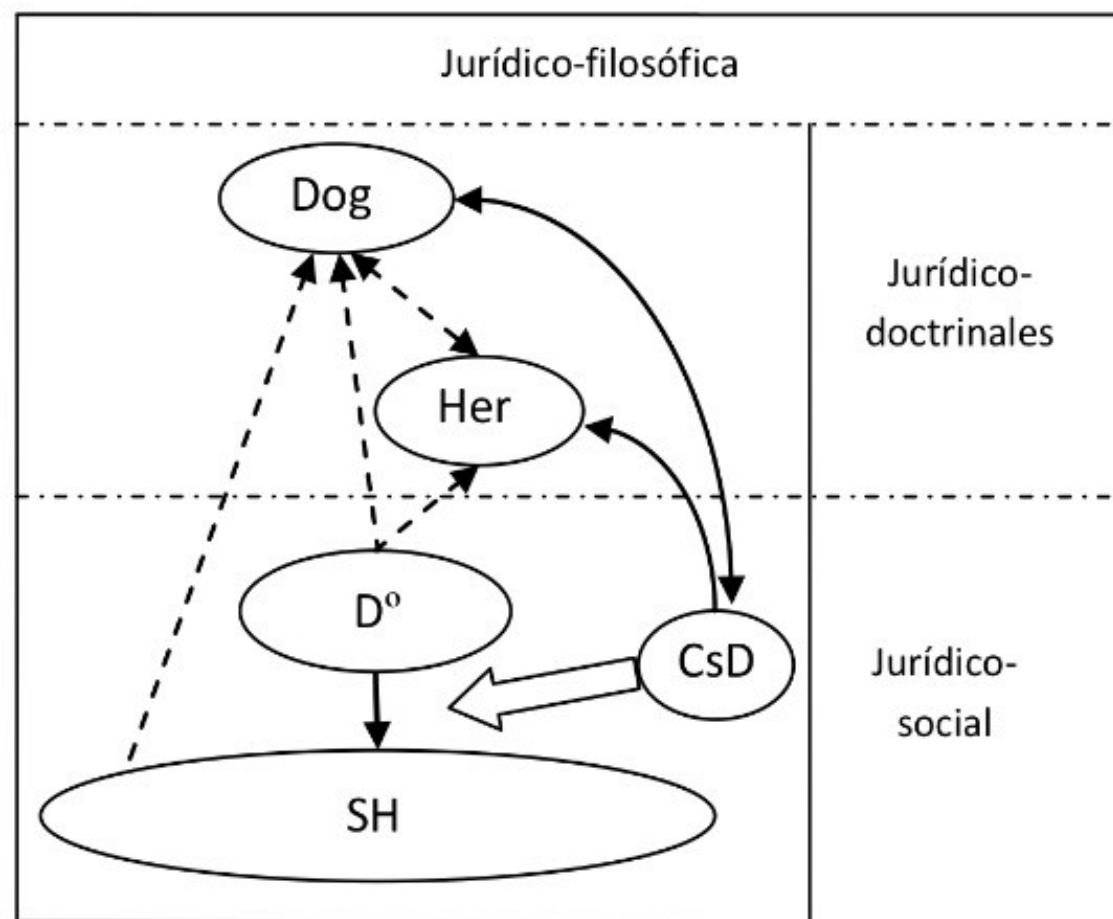 Jurídico-filosófica
Dog
Jurídico-
doctrinales
Her
Dº
CsD
Jurídico-
social
SH